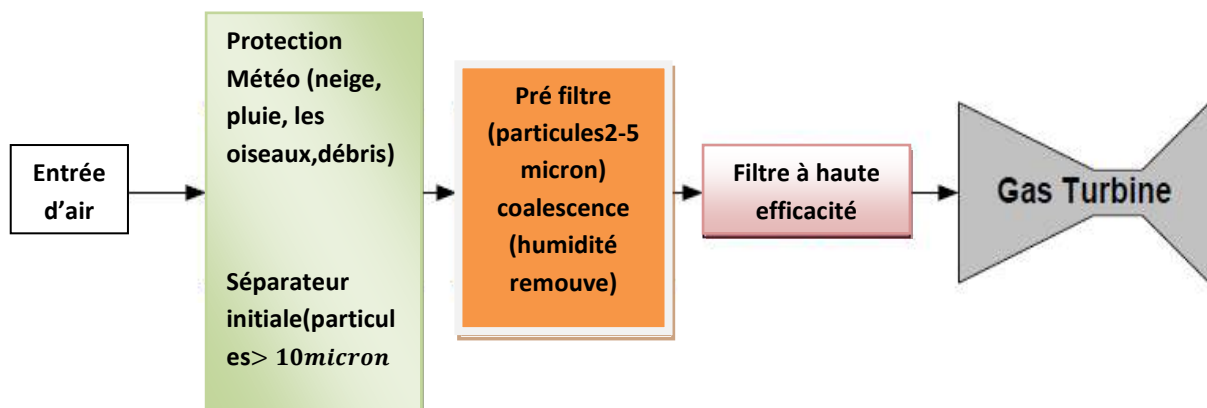 Entrée
d'air
Protection
Météo (neige,
pluie, les
oiseaux,débris)
Séparateur
initiale(particul
es> 10micron
Pré filtre
(particules2-5
micron)
coalescence
(humidité
remouve)
Filtre à haute
efficacité
Gas Turbine